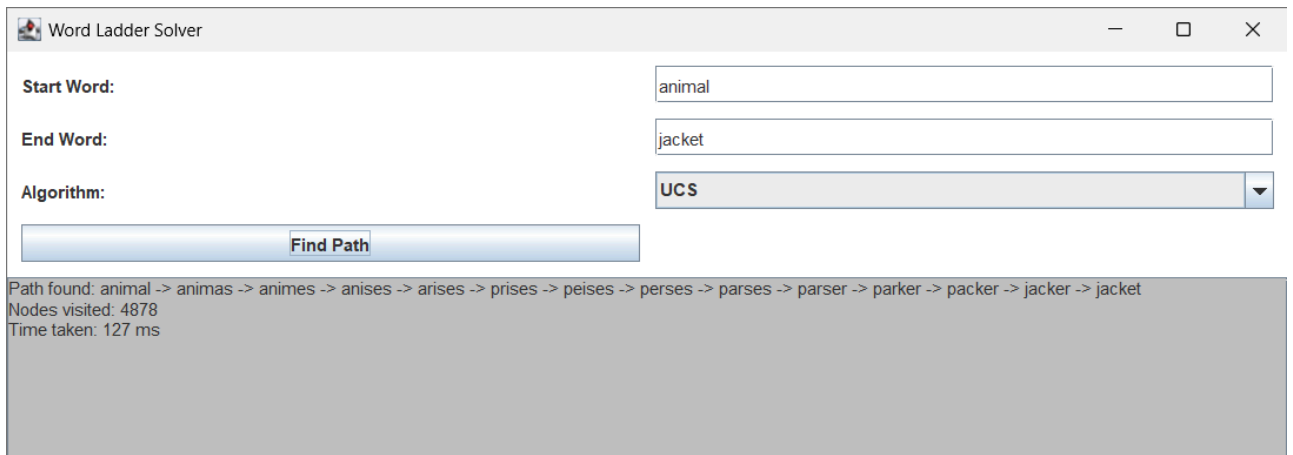 Word Ladder Solver
Start Word: animal
End Word: jacket
Algorithm: UCS
Find Path
Path found: animal -> animas -> animes -> anises -> arises -> prises -> peises -> perses -> parses -> parser -> parker -> packer -> jacker -> jacket
Nodes visited: 4878
Time taken: 127 ms